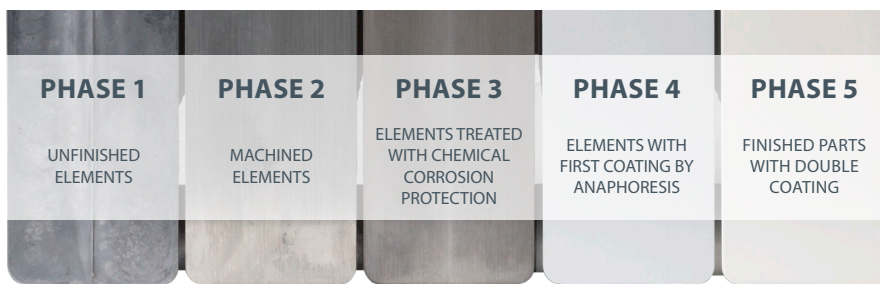 PHASE 1
UNFINISHED
ELEMENTS
PHASE 2
MACHINED
ELEMENTS
PHASE 3
ELEMENTS TREATED
WITH CHEMICAL
CORROSION
PROTECTION
PHASE 4
ELEMENTS WITH
FIRST COATING BY
ANAPHORESIS
PHASE 5
FINISHED PARTS
WITH DOUBLE
COATING